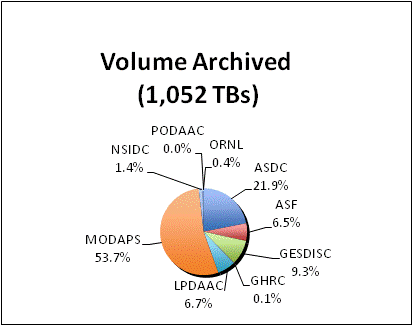 Volume Archived
(1,052 TBs)
PODAAC
0.0%
ORNL
0.4%
NSIDC
1.4%
ASDC
21.9%
ASF
6.5%
MODAPS
53.7%
GESDISC
9.3%
LPDAAC
6.7%
GHRC
0.1%